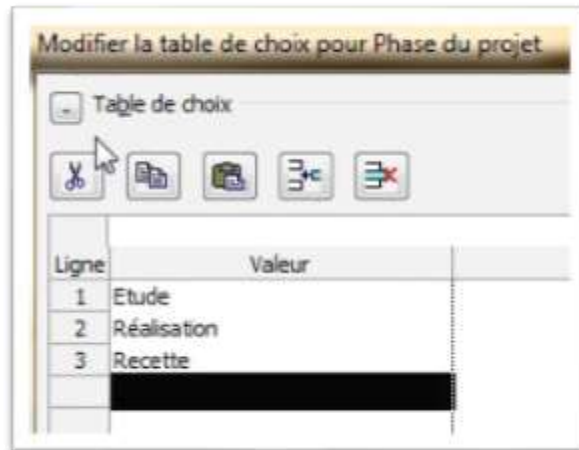 Modifier la table de choix pour Phase du projet
Table de choix
Ligne Valeur
1 Etude
2 Réalisation
3 Recette